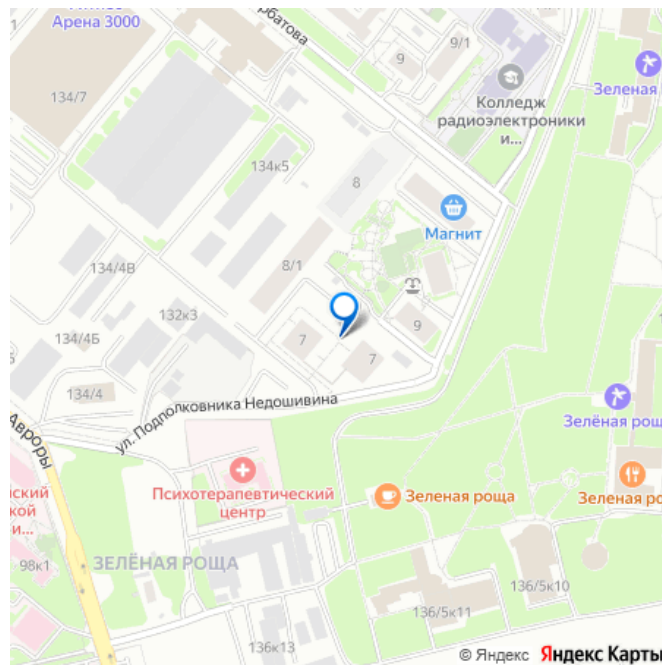 Арена 3000
134/7
9
9/1
Колледж
радиоэлектроники
и...
Зеленая
134к5
8
Магнит
8/1
134/4В
132к3
134/4Б
134/4
7
7
9
ул. Подполковника Недошивина
Авроры
Психотерапевтический
центр
Зеленая роща
Зелёная рощ
Зеленая ро
98к1
ЗЕЛЁНАЯ РОЩА
136/5к10
136/5к11
136к13
© Яндекс Яндекс Карты